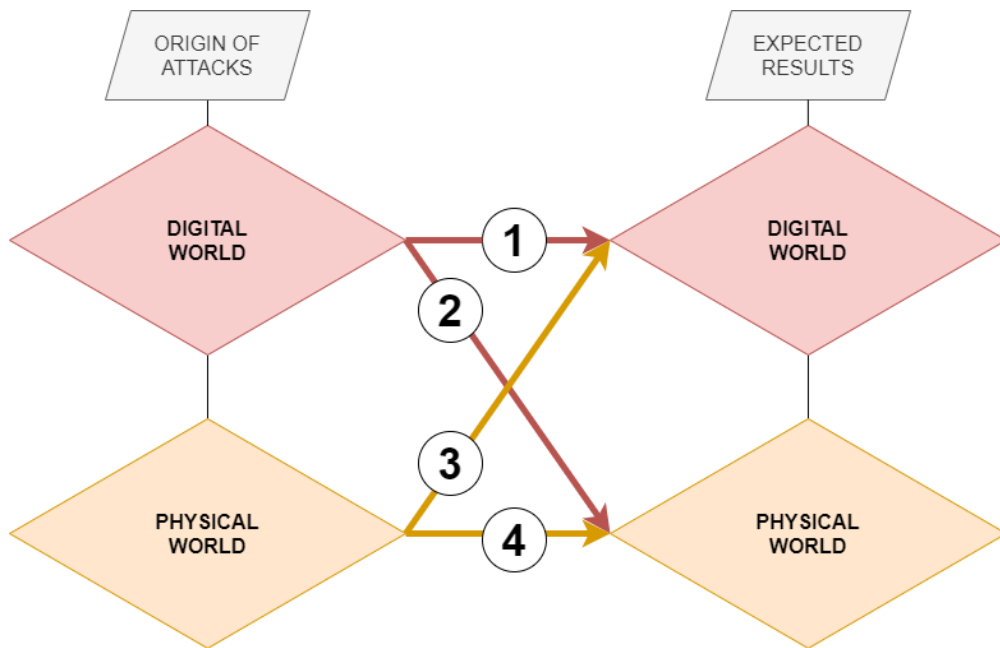 ORIGIN OF
ATTACKS
EXPECTED
RESULTS
DIGITAL
WORLD
1
DIGITAL
WORLD
2
3
PHYSICAL
WORLD
4
PHYSICAL
WORLD